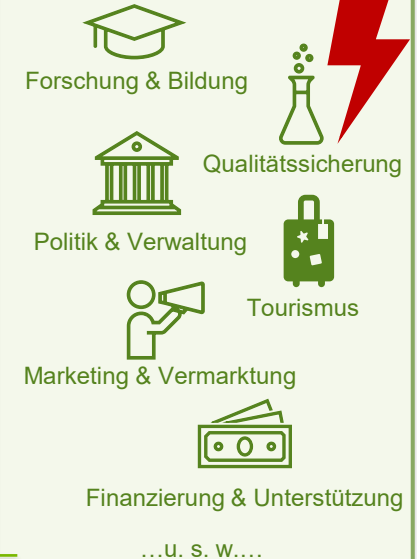 Forschung & Bildung
Qualitätssicherung
Politik & Verwaltung
Tourismus
Marketing & Vermarktung
Finanzierung & Unterstützung
…u. s. w.…